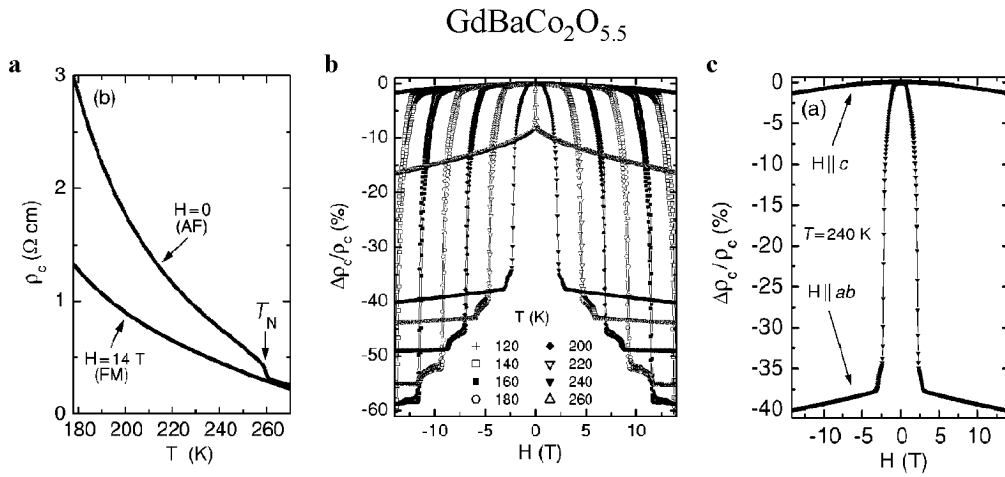 GdBaCo₂O₅.₅
a
(b)
3
2
1
0
ρc (Ω cm)
H=0
(AF)
TN
H=14 T
(FM)
180 200 220 240 260
T (K)
b
0
-10
-20
-30
-40
-50
-60
Δρc/ρc (%)
T (K)
120 200
140 220
160 240
180 260
-10 -5 0 5 10
H (T)
c
(a)
0
-5
-10
-15
-20
-25
-30
-35
-40
Δρc/ρc (%)
H||c
T=240 K
H||ab
-10 -5 0 5 10
H (T)